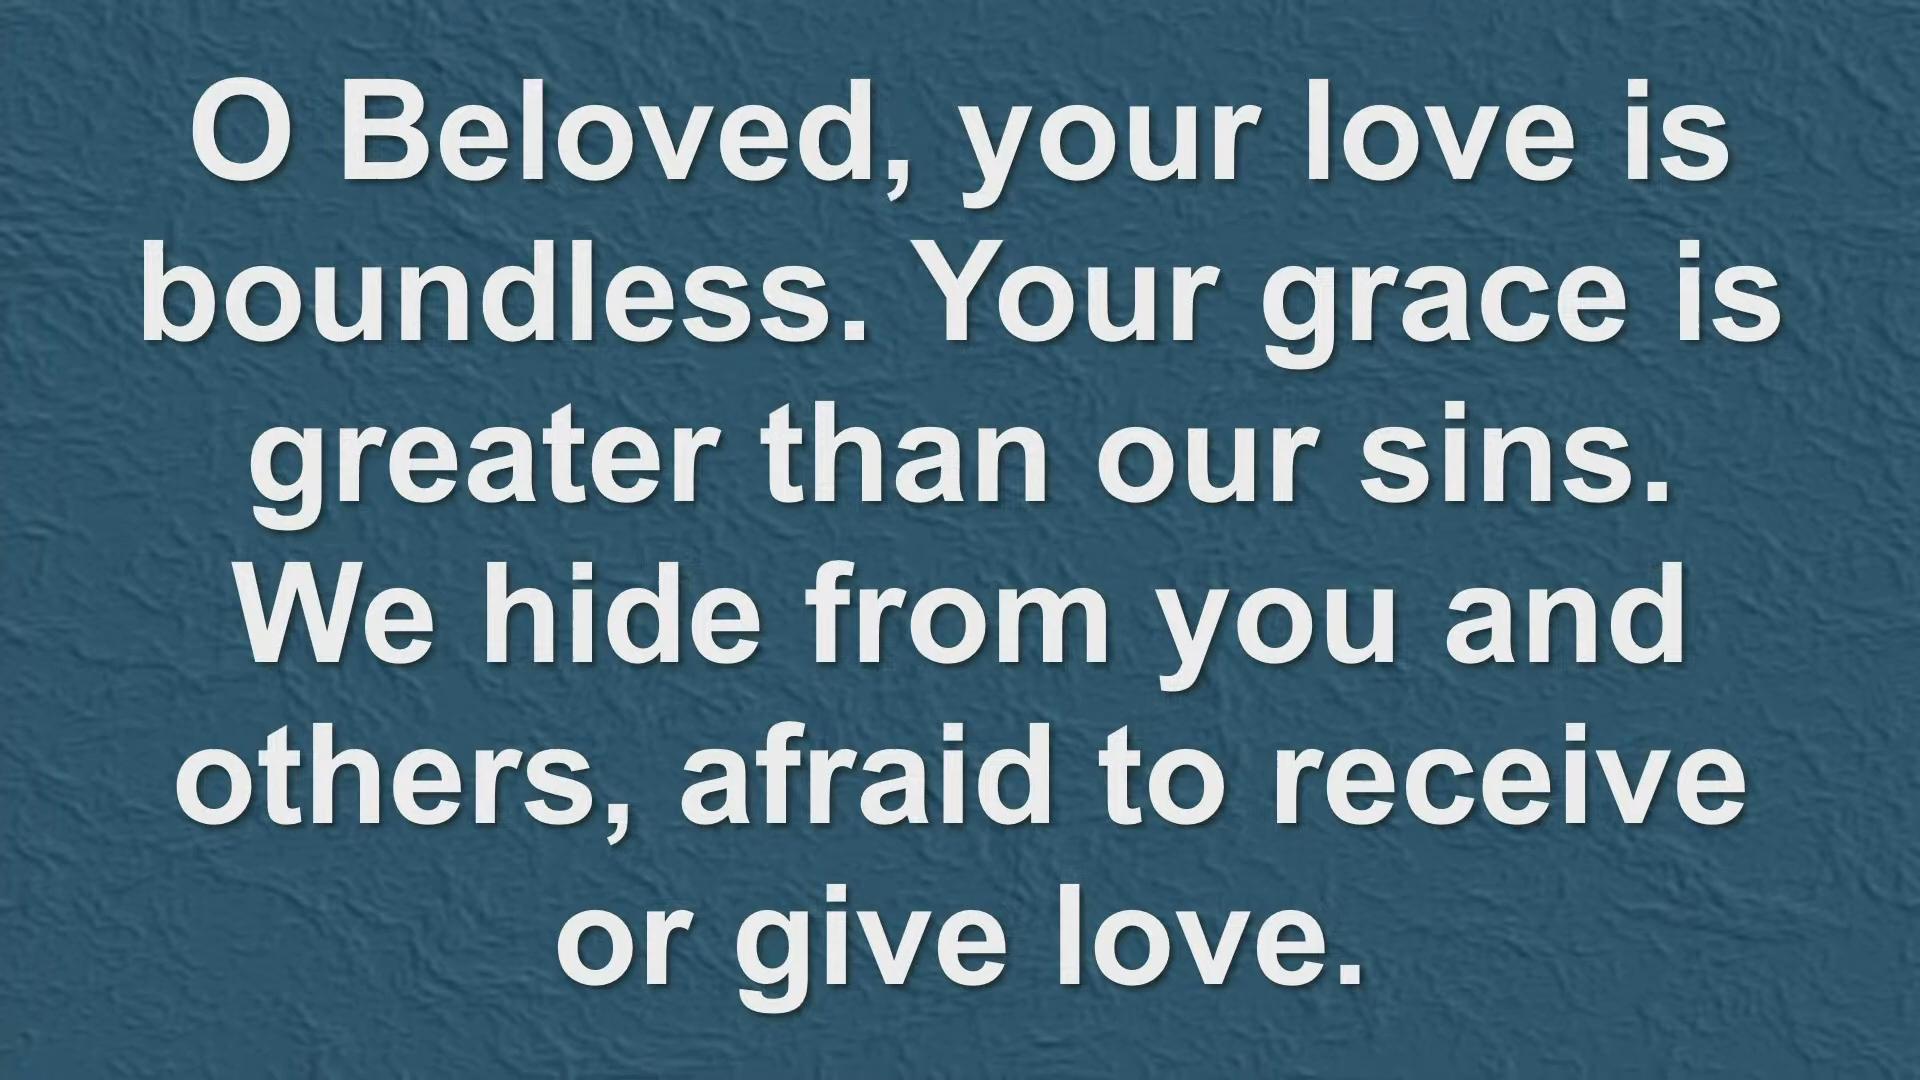 O Beloved, your love is
boundless. Your grace is
greater than our sins.
We hide from you and
others, afraid to receive
or give love.